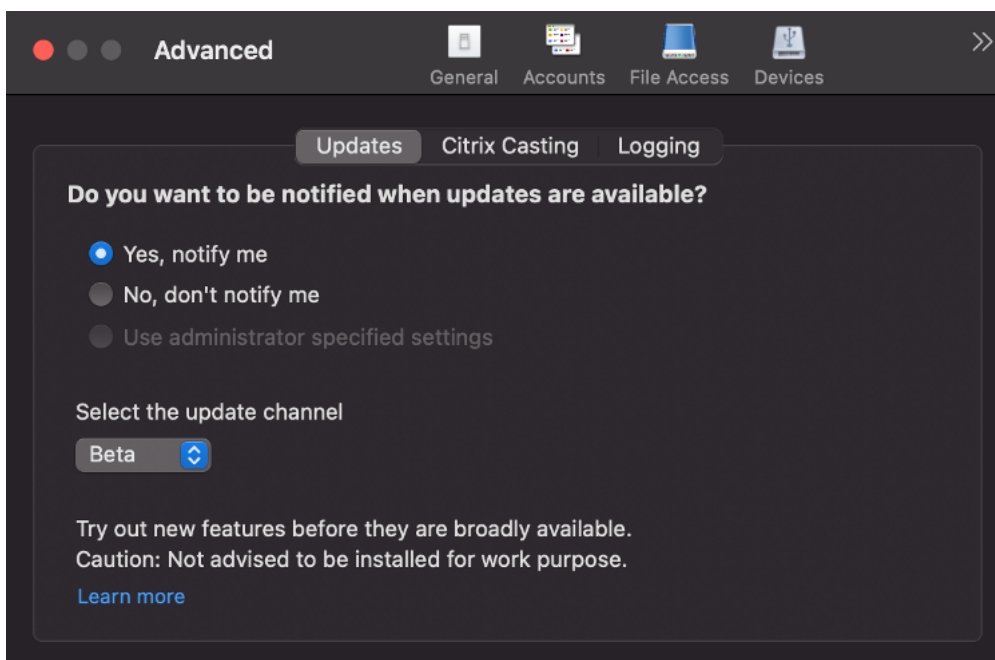 Advanced
General
Accounts
File Access
Devices
Updates
Citrix Casting
Logging
Do you want to be notified when updates are available?
Yes, notify me
No, don't notify me
Use administrator specified settings
Select the update channel
Beta
Try out new features before they are broadly available.
Caution: Not advised to be installed for work purpose.
Learn more